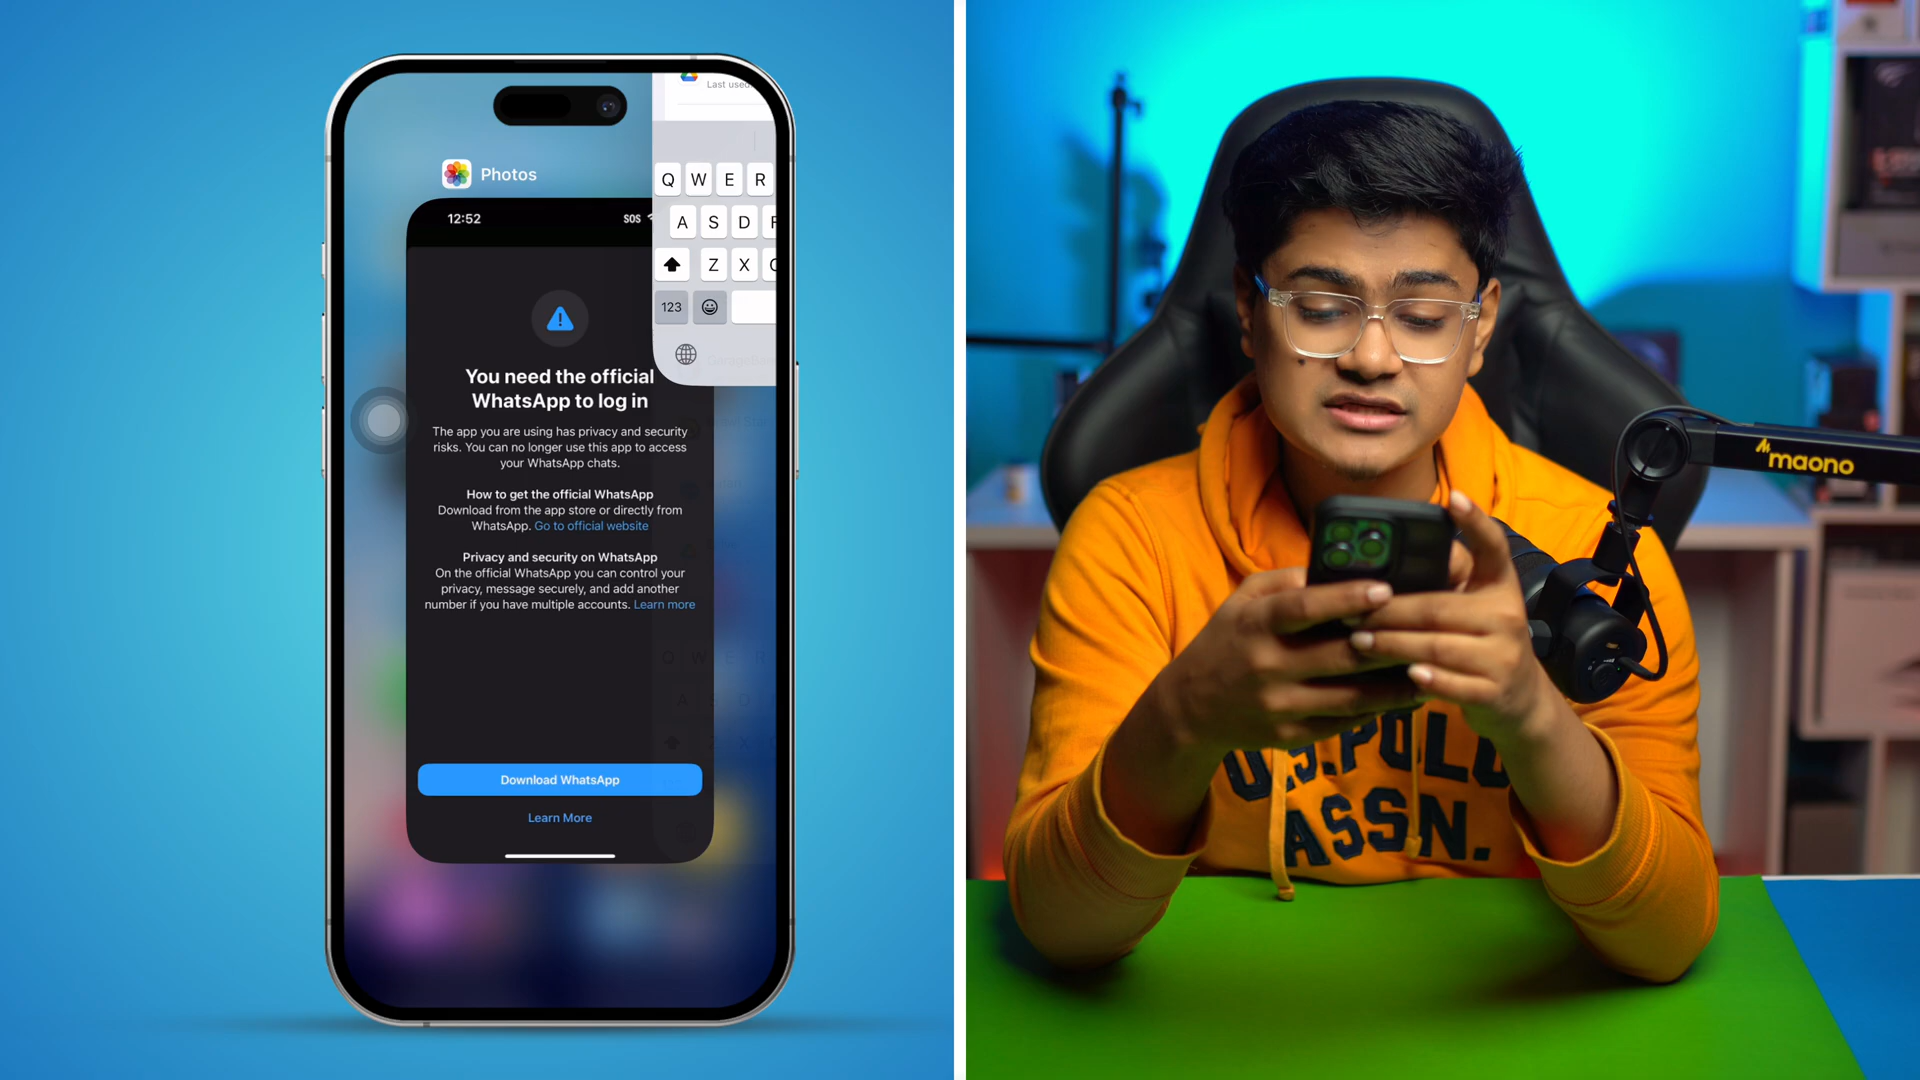 Last used
Photos
12:52
SOS
Q W E R
A S D F
Z X C
123
You need the official
WhatsApp to log in
The app you are using has privacy and security
risks. You can no longer use this app to access
your WhatsApp chats.
How to get the official WhatsApp
Download from the app store or directly from
WhatsApp. Go to official website
Privacy and security on WhatsApp
On the official WhatsApp you can control your
privacy, message securely, and add another
number if you have multiple accounts. Learn more
Download WhatsApp
Learn More
maono
U.S. POLO
ASSN.